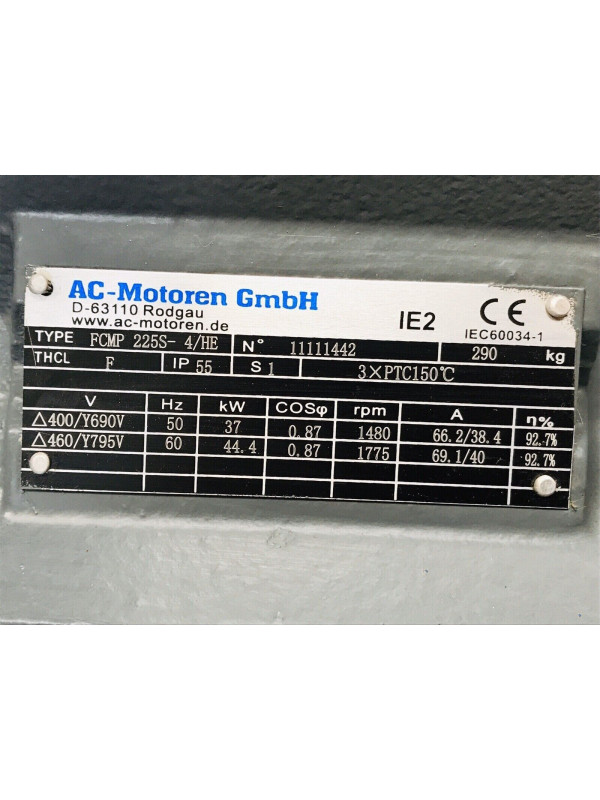 AC-Motoren GmbH
D-63110 Rodgau
www.ac-motoren.de
IE2
CE
IEC60034-1
TYPE FCMP 225S- 4/HE N° 11111442 290 kg
THCL F IP 55 S 1 3×PTC150℃
V Hz kW COSφ rpm A η%
△400/Y690V 50 37 0.87 1480 66.2/38.4 92.7%
△460/Y795V 60 44.4 0.87 1775 69.1/40 92.7%